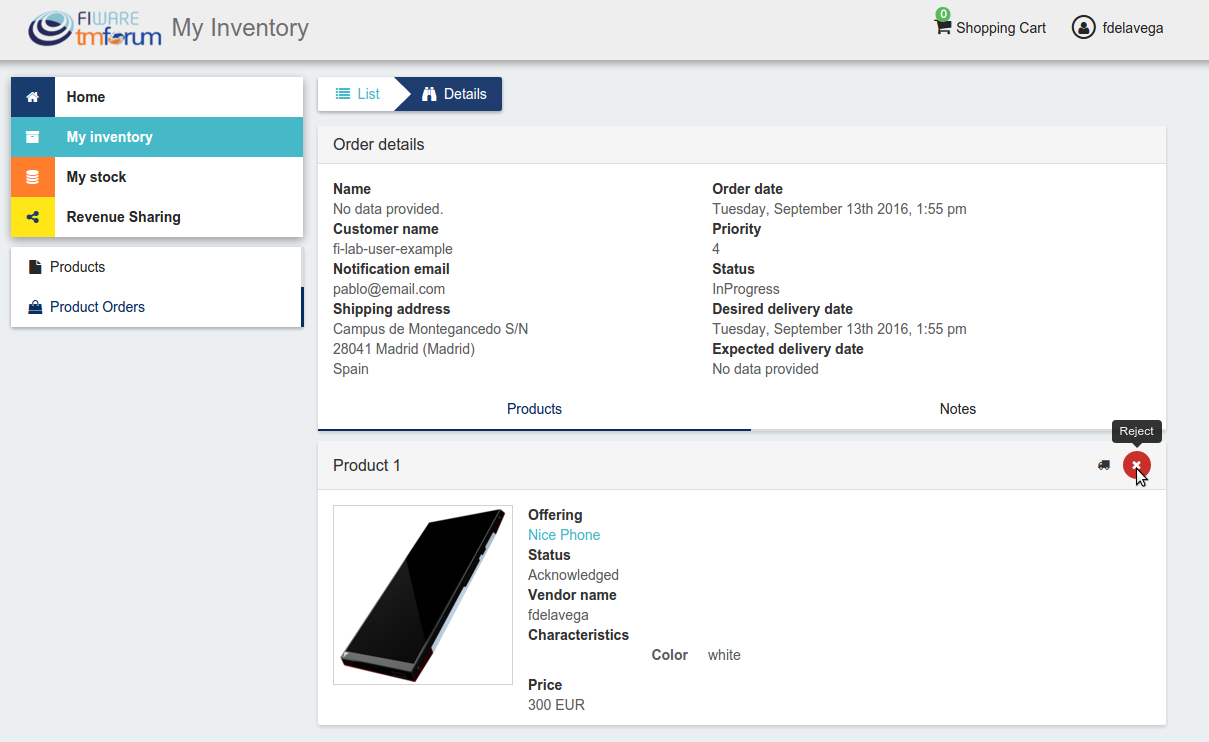 FIWARE
tmforum
My Inventory
0
Shopping Cart
fdelavega
Home
My inventory
My stock
Revenue Sharing
Products
Product Orders
List
Details
Order details
Name
No data provided.
Customer name
fi-lab-user-example
Notification email
pablo@email.com
Shipping address
Campus de Montegancedo S/N
28041 Madrid (Madrid)
Spain
Order date
Tuesday, September 13th 2016, 1:55 pm
Priority
4
Status
InProgress
Desired delivery date
Tuesday, September 13th 2016, 1:55 pm
Expected delivery date
No data provided
Products
Notes
Reject
Product 1
Offering
Nice Phone
Status
Acknowledged
Vendor name
fdelavega
Characteristics
Color white
Price
300 EUR